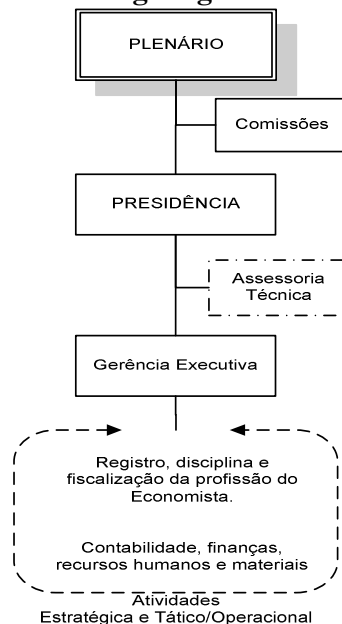 PLENÁRIO
Comissões
PRESIDÊNCIA
Assessoria
Técnica
Gerência Executiva
Registro, disciplina e
fiscalização da profissão do
Economista.
Contabilidade, finanças,
recursos humanos e materiais
Atividades
Estratégica e Tático/Operacional